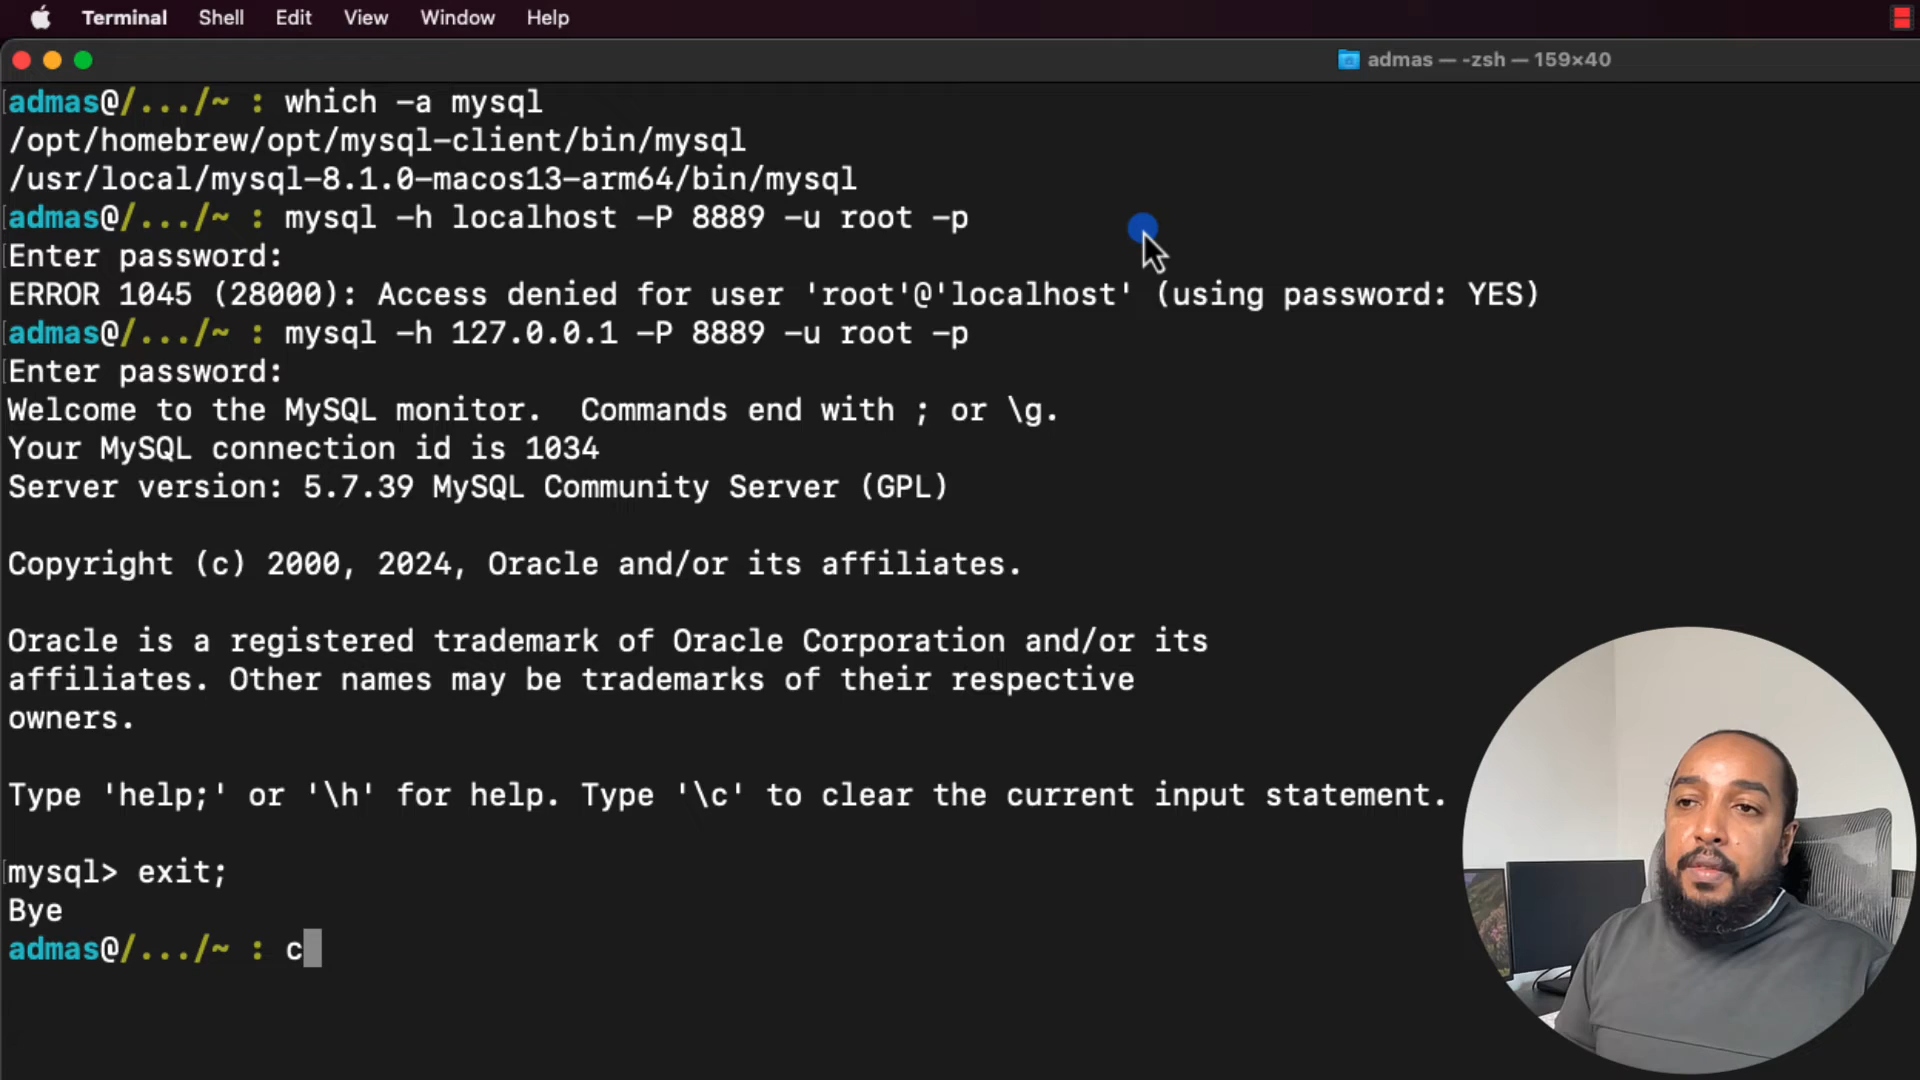 Terminal Shell Edit View Window Help
admas — -zsh — 159×40
admas@/.../~ : which -a mysql
/opt/homebrew/opt/mysql-client/bin/mysql
/usr/local/mysql-8.1.0-macos13-arm64/bin/mysql
admas@/.../~ : mysql -h localhost -P 8889 -u root -p
Enter password:
ERROR 1045 (28000): Access denied for user 'root'@'localhost' (using password: YES)
admas@/.../~ : mysql -h 127.0.0.1 -P 8889 -u root -p
Enter password:
Welcome to the MySQL monitor.  Commands end with ; or \g.
Your MySQL connection id is 1034
Server version: 5.7.39 MySQL Community Server (GPL)
Copyright (c) 2000, 2024, Oracle and/or its affiliates.
Oracle is a registered trademark of Oracle Corporation and/or its
affiliates. Other names may be trademarks of their respective
owners.
Type 'help;' or '\h' for help. Type '\c' to clear the current input statement.
mysql> exit;
Bye
admas@/.../~ : c